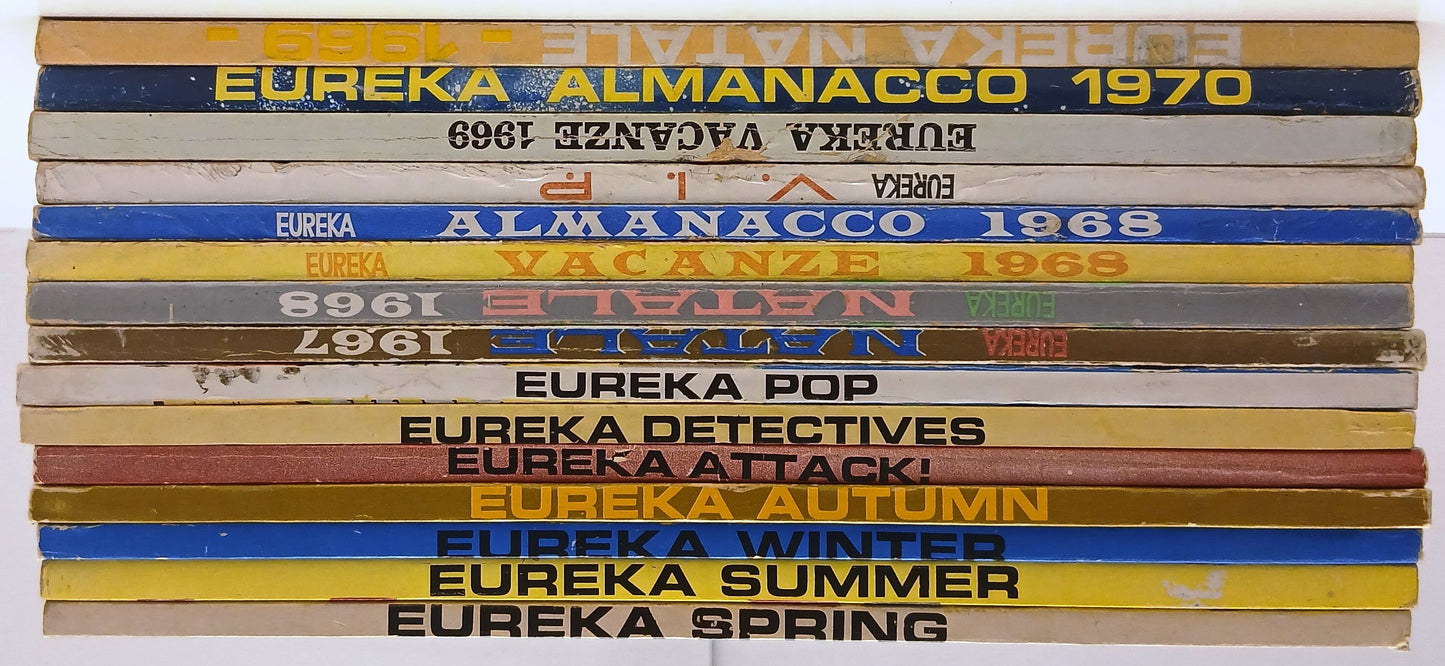 EUREKA NATALE - 1969 -
EUREKA ALMANACCO 1970
EUREKA VACANZE 1969
EUREKA V. I. P.
EUREKA ALMANACCO 1968
EUREKA VACANZE 1968
EUREKA NATALE 1968
EUREKA NATALE 1967
EUREKA POP
EUREKA DETECTIVES
EUREKA ATTACK!
EUREKA AUTUMN
EUREKA WINTER
EUREKA SUMMER
EUREKA SPRING